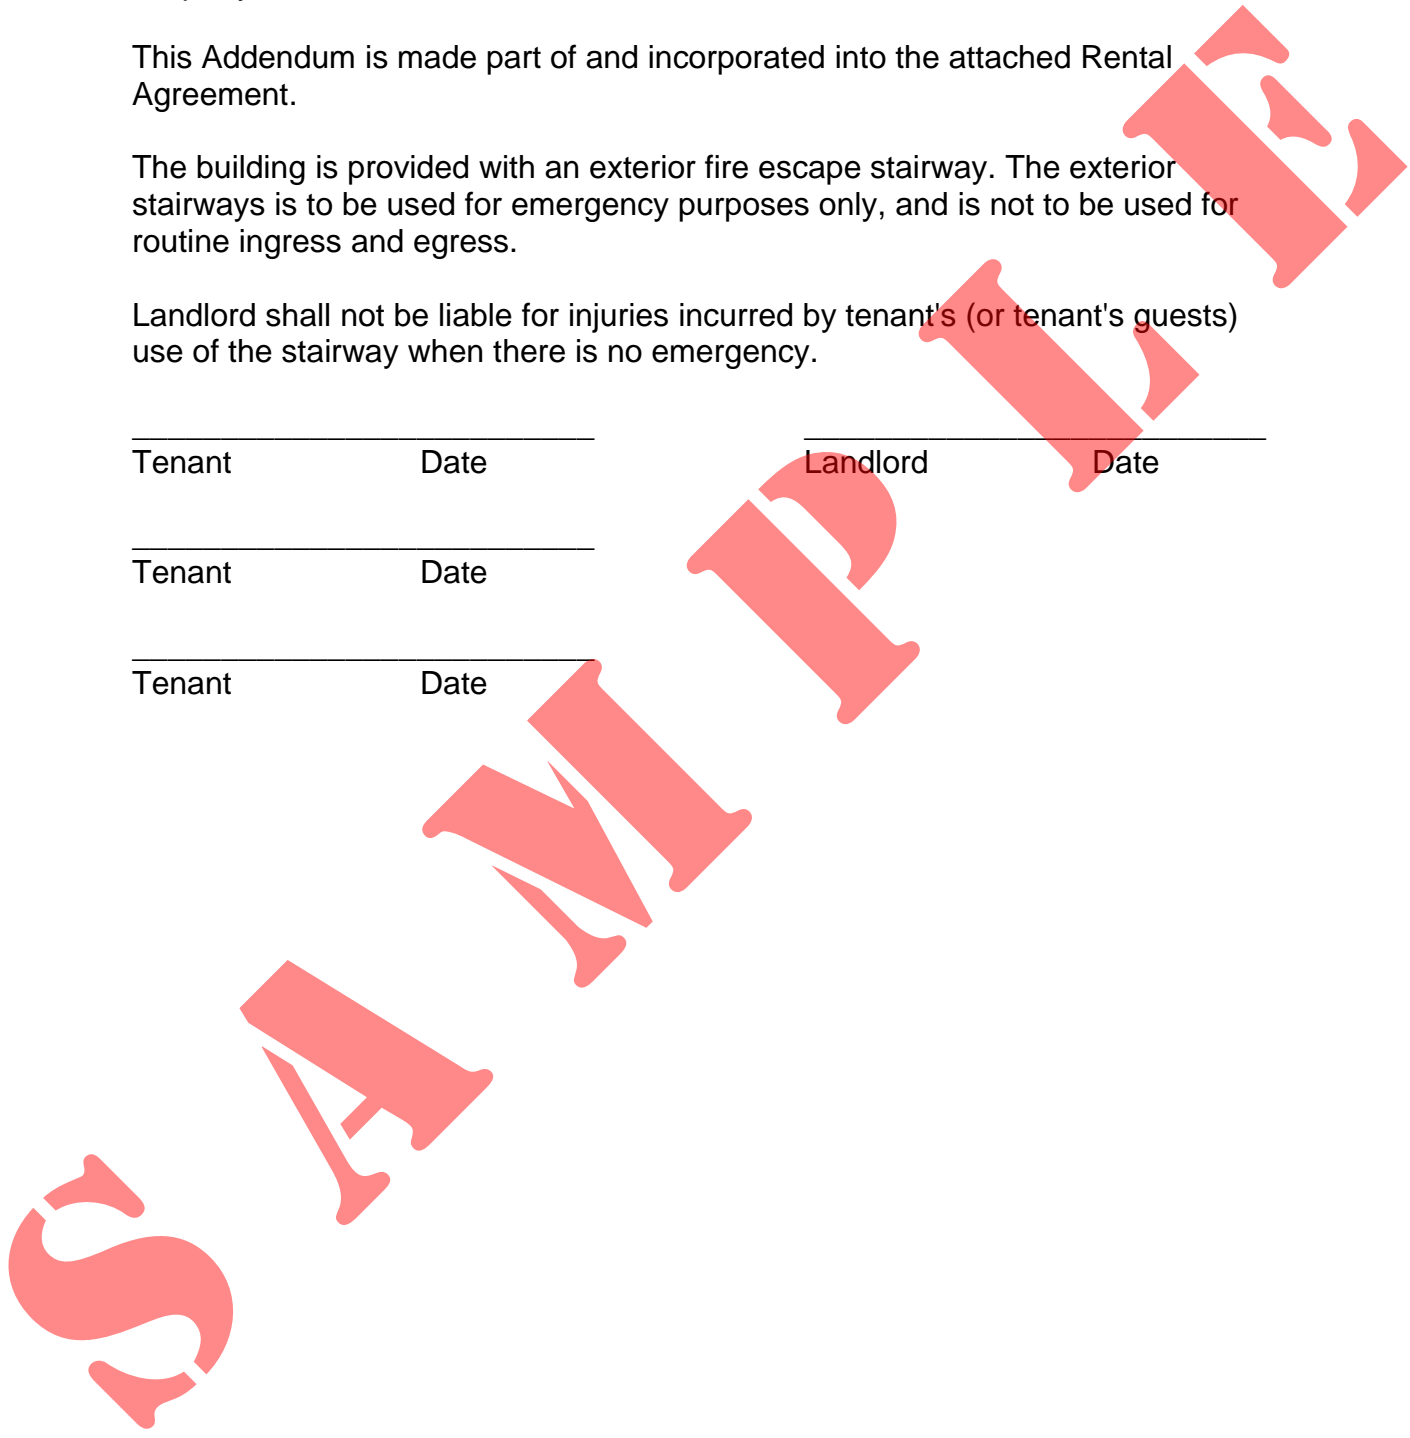 This Addendum is made part of and incorporated into the attached Rental
Agreement.
The building is provided with an exterior fire escape stairway. The exterior
stairways is to be used for emergency purposes only, and is not to be used for
routine ingress and egress.
Landlord shall not be liable for injuries incurred by tenant's (or tenant's guests)
use of the stairway when there is no emergency.
__________________________ __________________________
Tenant Date Landlord Date
__________________________
Tenant Date
__________________________
Tenant Date
SAMPLE